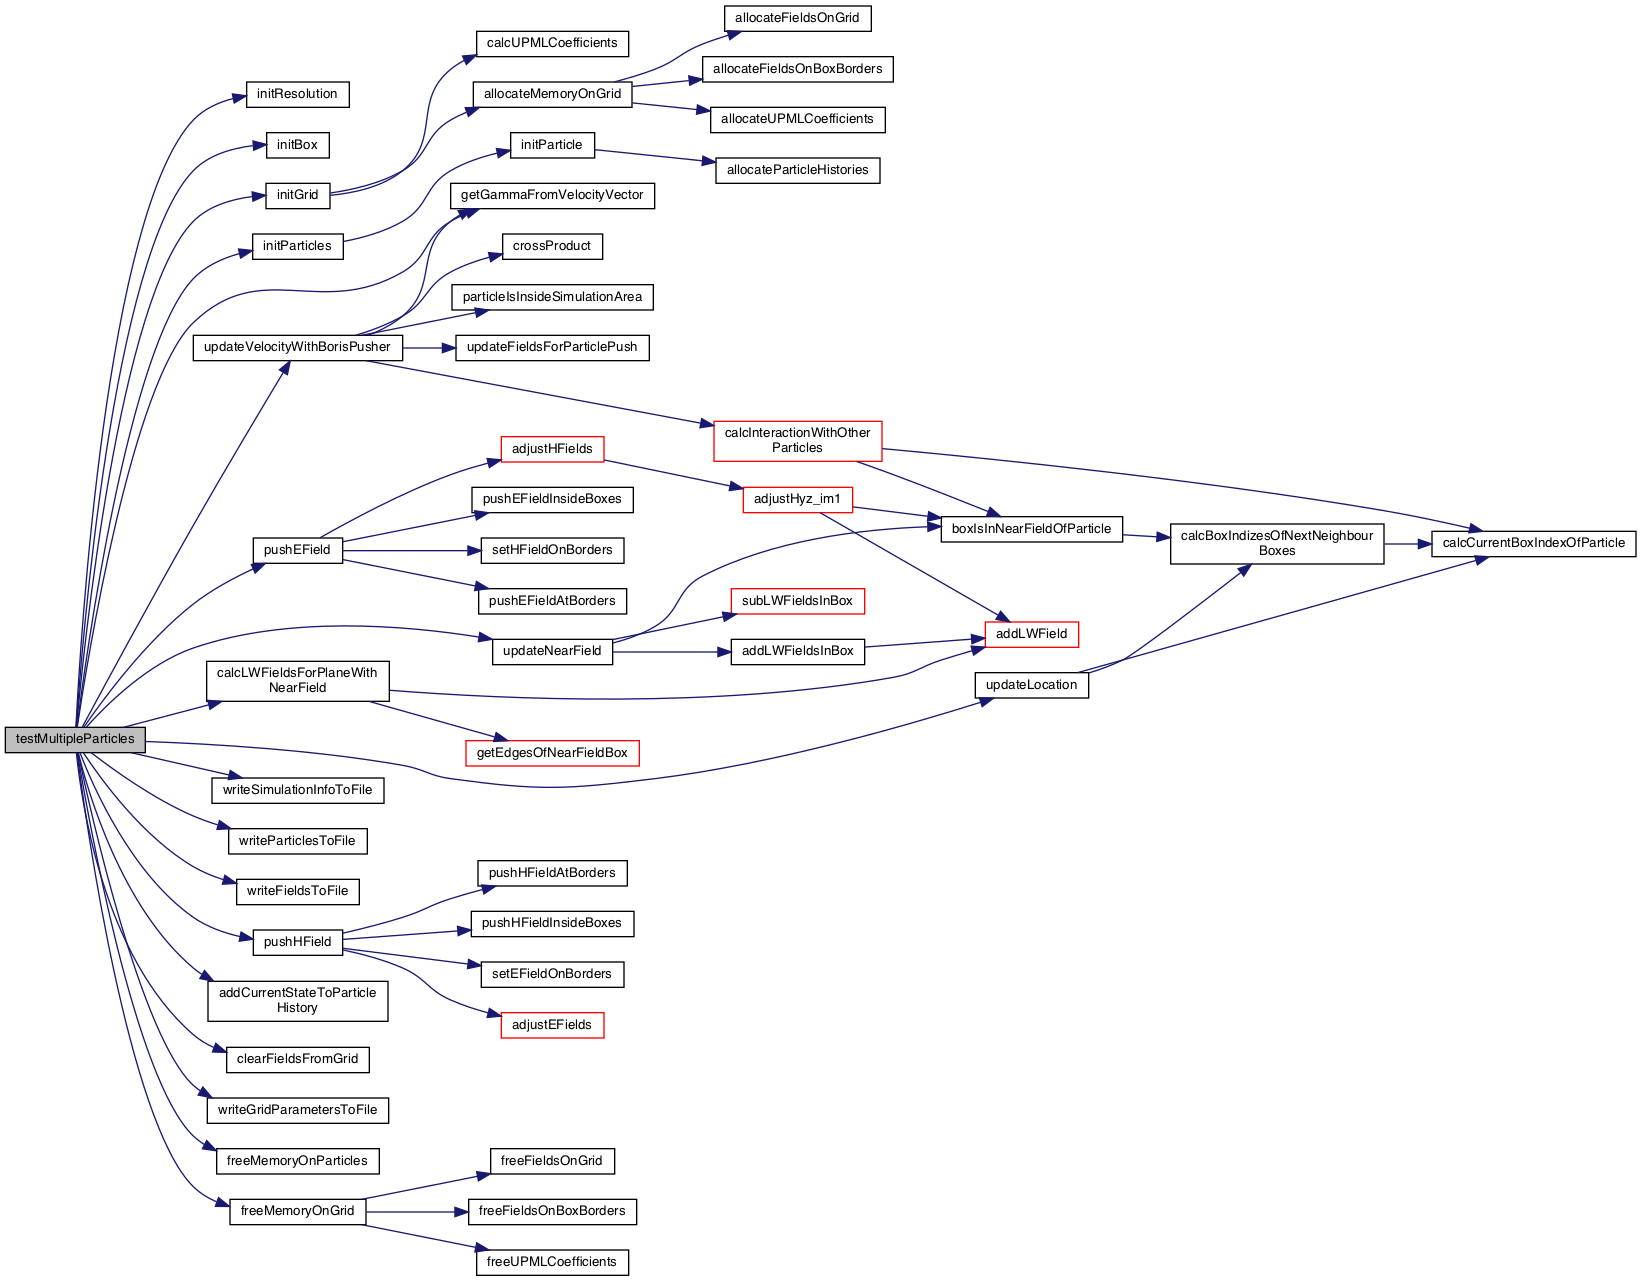 allocateFieldsOnGrid
calcUPMLCoefficients
allocateFieldsOnBoxBorders
initResolution
allocateMemoryOnGrid
allocateUPMLCoefficients
initBox
initParticle
allocateParticleHistories
initGrid
getGammaFromVelocityVector
initParticles
crossProduct
particleIsInsideSimulationArea
updateVelocityWithBorisPusher
updateFieldsForParticlePush
calcInteractionWithOther
Particles
adjustHFields
pushEFieldInsideBoxes
adjustHyz_im1
boxIsInNearFieldOfParticle
calcBoxIndizesOfNextNeighbour
Boxes
calcCurrentBoxIndexOfParticle
pushEField
setHFieldOnBorders
pushEFieldAtBorders
subLWFieldsInBox
addLWField
updateNearField
addLWFieldsInBox
calcLWFieldsForPlaneWith
NearField
updateLocation
testMultipleParticles
getEdgesOfNearFieldBox
writeSimulationInfoToFile
writeParticlesToFile
pushHFieldAtBorders
writeFieldsToFile
pushHFieldInsideBoxes
pushHField
setEFieldOnBorders
addCurrentStateToParticle
History
adjustEFields
clearFieldsFromGrid
writeGridParametersToFile
freeMemoryOnParticles
freeFieldsOnGrid
freeMemoryOnGrid
freeFieldsOnBoxBorders
freeUPMLCoefficients